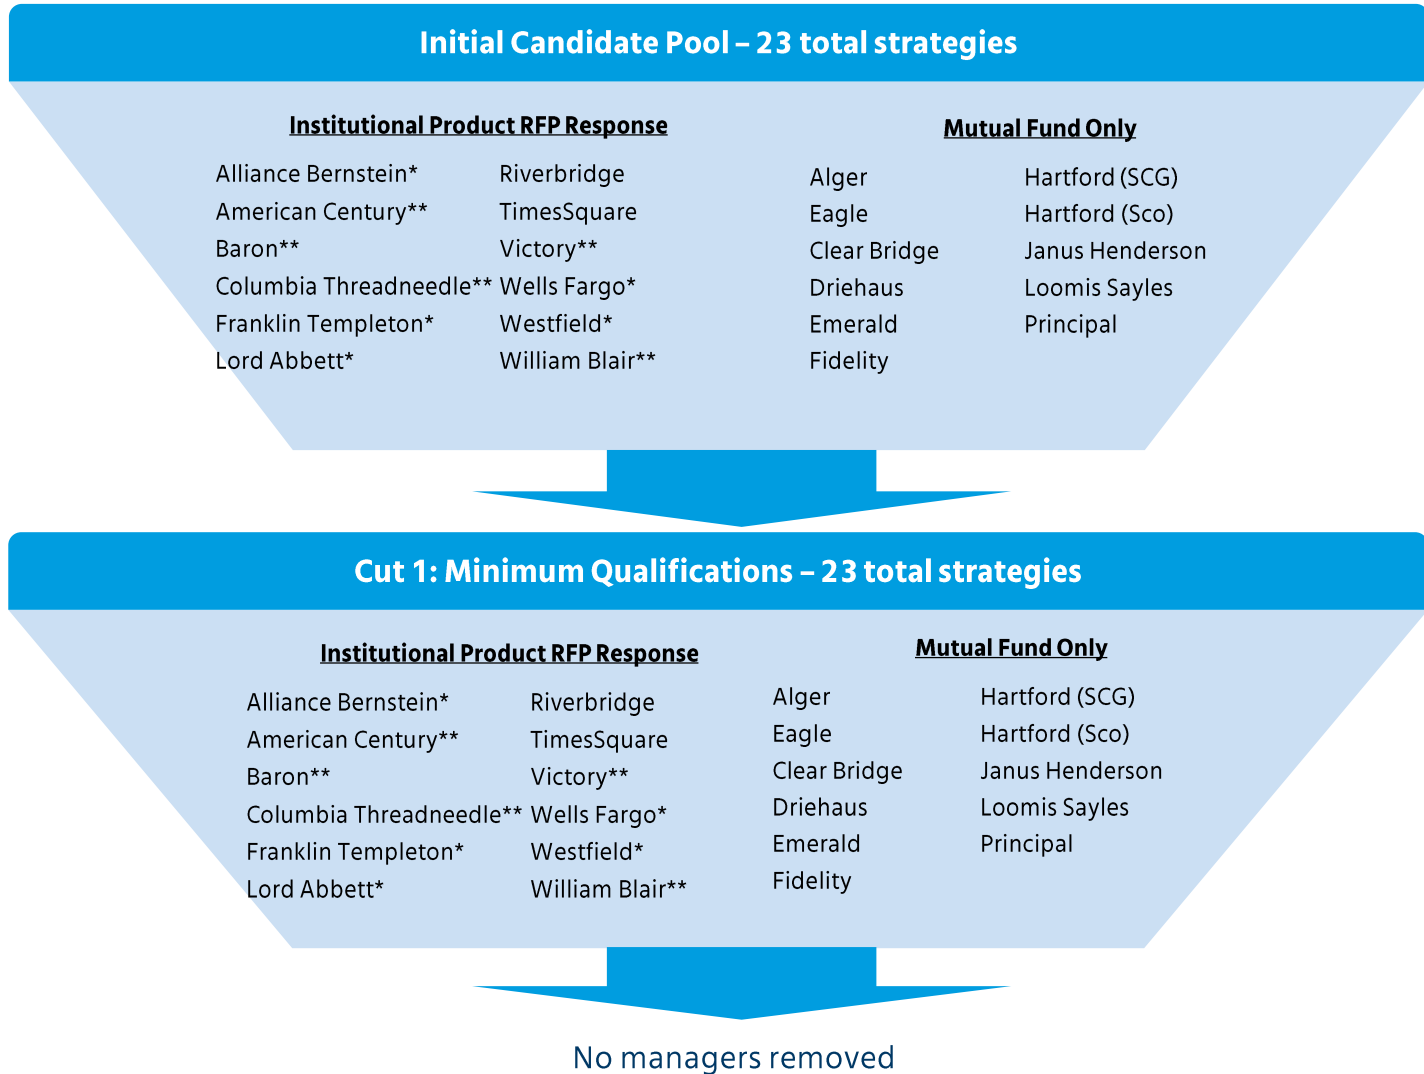 Initial Candidate Pool – 23 total strategies
Institutional Product RFP Response
Alliance Bernstein*
American Century**
Baron**
Columbia Threadneedle**
Franklin Templeton*
Lord Abbett*
Riverbridge
TimesSquare
Victory**
Wells Fargo*
Westfield*
William Blair**
Mutual Fund Only
Alger
Eagle
Clear Bridge
Driehaus
Emerald
Fidelity
Hartford (SCG)
Hartford (Sco)
Janus Henderson
Loomis Sayles
Principal
Cut 1: Minimum Qualifications – 23 total strategies
Institutional Product RFP Response
Alliance Bernstein*
American Century**
Baron**
Columbia Threadneedle**
Franklin Templeton*
Lord Abbett*
Riverbridge
TimesSquare
Victory**
Wells Fargo*
Westfield*
William Blair**
Mutual Fund Only
Alger
Eagle
Clear Bridge
Driehaus
Emerald
Fidelity
Hartford (SCG)
Hartford (Sco)
Janus Henderson
Loomis Sayles
Principal
No managers removed